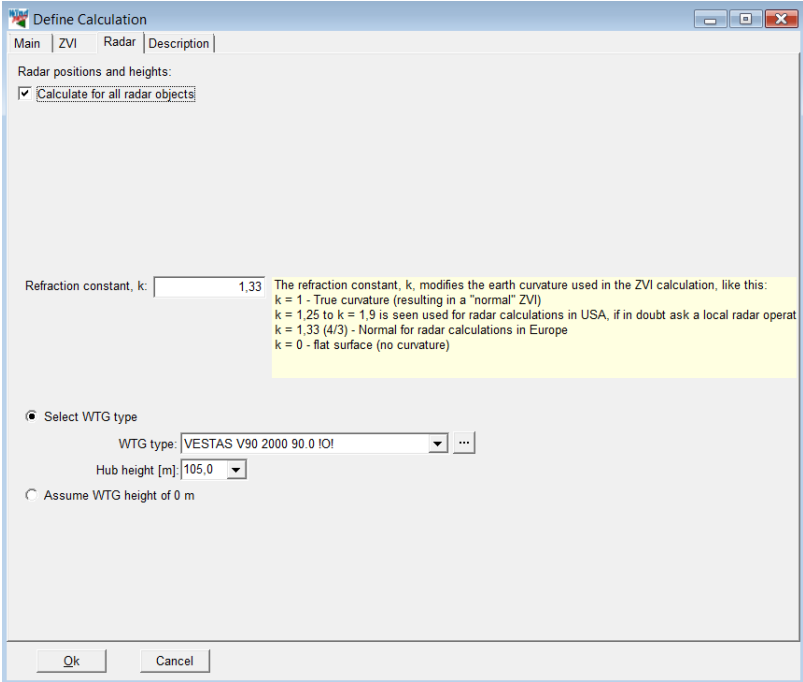 Define Calculation
Main ZVI Radar Description
Radar positions and heights:
Calculate for all radar objects
Refraction constant, k: 1,33
The refraction constant, k, modifies the earth curvature used in the ZVI calculation, like this:
k = 1 - True curvature (resulting in a "normal" ZVI)
k = 1,25 to k = 1,9 is seen used for radar calculations in USA, if in doubt ask a local radar operat
k = 1,33 (4/3) - Normal for radar calculations in Europe
k = 0 - flat surface (no curvature)
Select WTG type
WTG type: VESTAS V90 2000 90.0 !O! ...
Hub height [m]: 105,0
Assume WTG height of 0 m
Ok Cancel